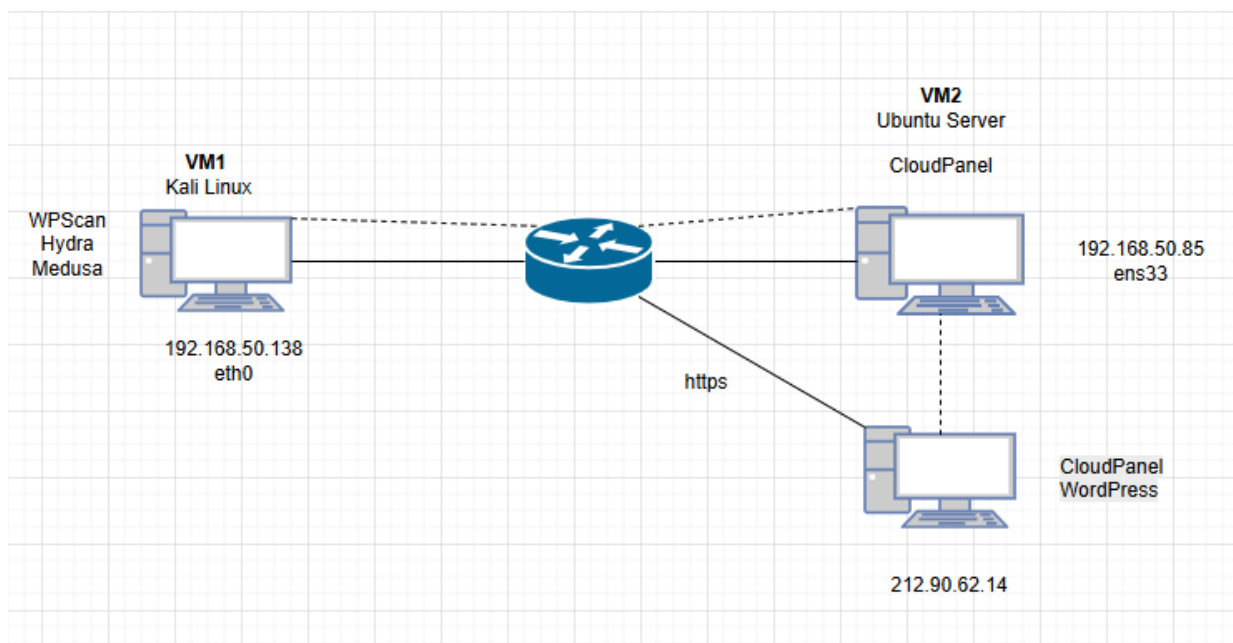 VM1
Kali Linux
WPScan
Hydra
Medusa
192.168.50.138
eth0
VM2
Ubuntu Server
CloudPanel
192.168.50.85
ens33
https
CloudPanel
WordPress
212.90.62.14